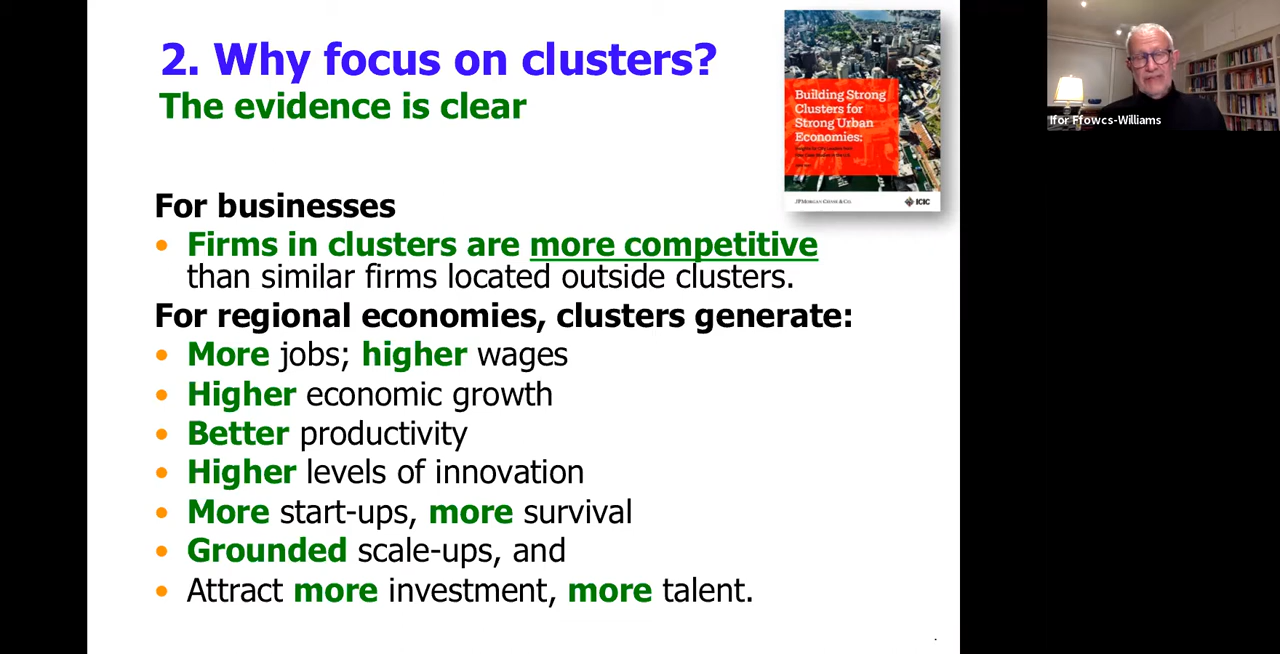 2. Why focus on clusters?
The evidence is clear
For businesses
• Firms in clusters are more competitive
than similar firms located outside clusters.
For regional economies, clusters generate:
• More jobs; higher wages
• Higher economic growth
• Better productivity
• Higher levels of innovation
• More start-ups, more survival
• Grounded scale-ups, and
• Attract more investment, more talent.
Building Strong
Clusters for
Strong Urban
Economies:
JPMORGAN CHASE & CO.
ICIC
Ifor Ffowcs-Williams